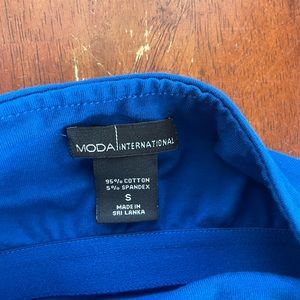 MODA INTERNATIONAL
95% COTTON
5% SPANDEX
S
MADE IN
SRI LANKA